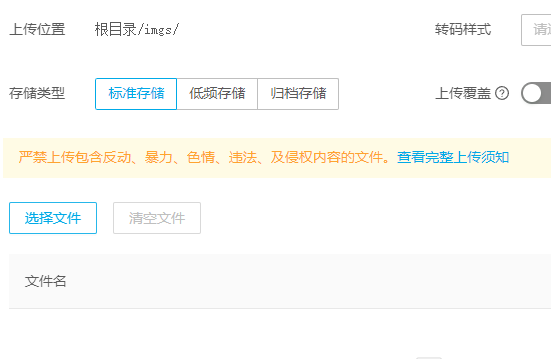 上传位置 根目录/imgs/ 转码样式
存储类型 标准存储 低频存储 归档存储 上传覆盖
严禁上传包含反动、暴力、色情、违法、及侵权内容的文件。查看完整上传须知
选择文件 清空文件
文件名